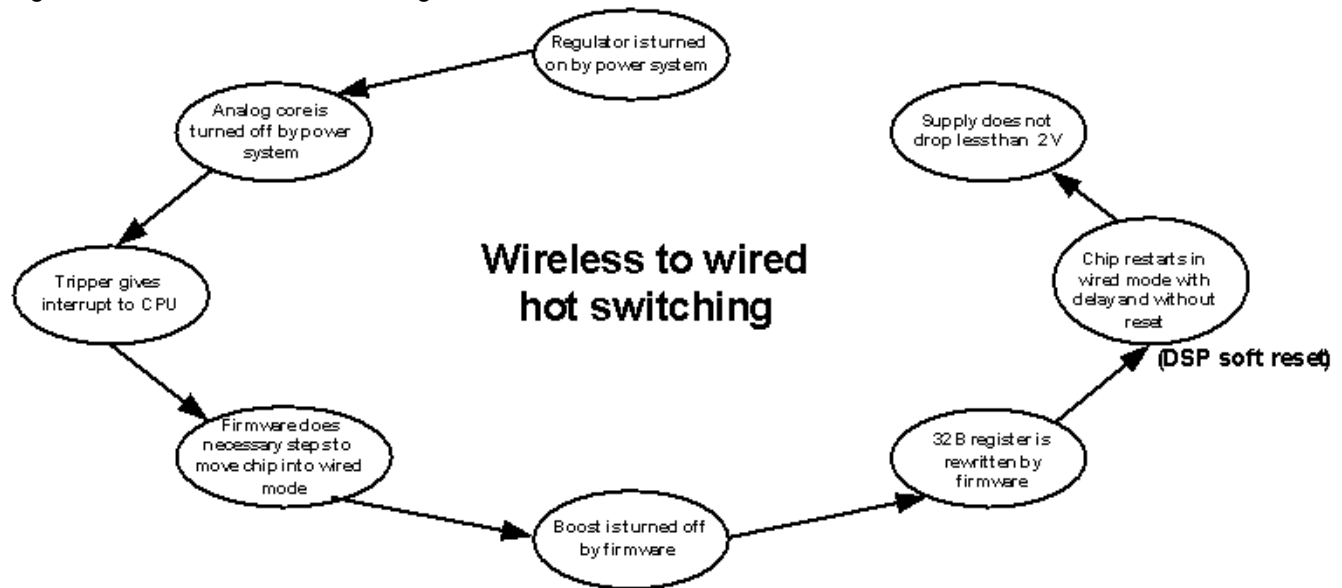 Regulator is turned
on by power system
Analog core is
turned off by power
system
Tripper gives
interrupt to CPU
Firmware does
necessary steps to
move chip into wired
mode
Boost is turned off
by firmware
32B register is
rewritten by
firmware
Chip restarts in
wired mode with
delay and without
reset
(DSP soft reset)
Supply does not
drop less than 2 V
Wireless to wired
hot switching